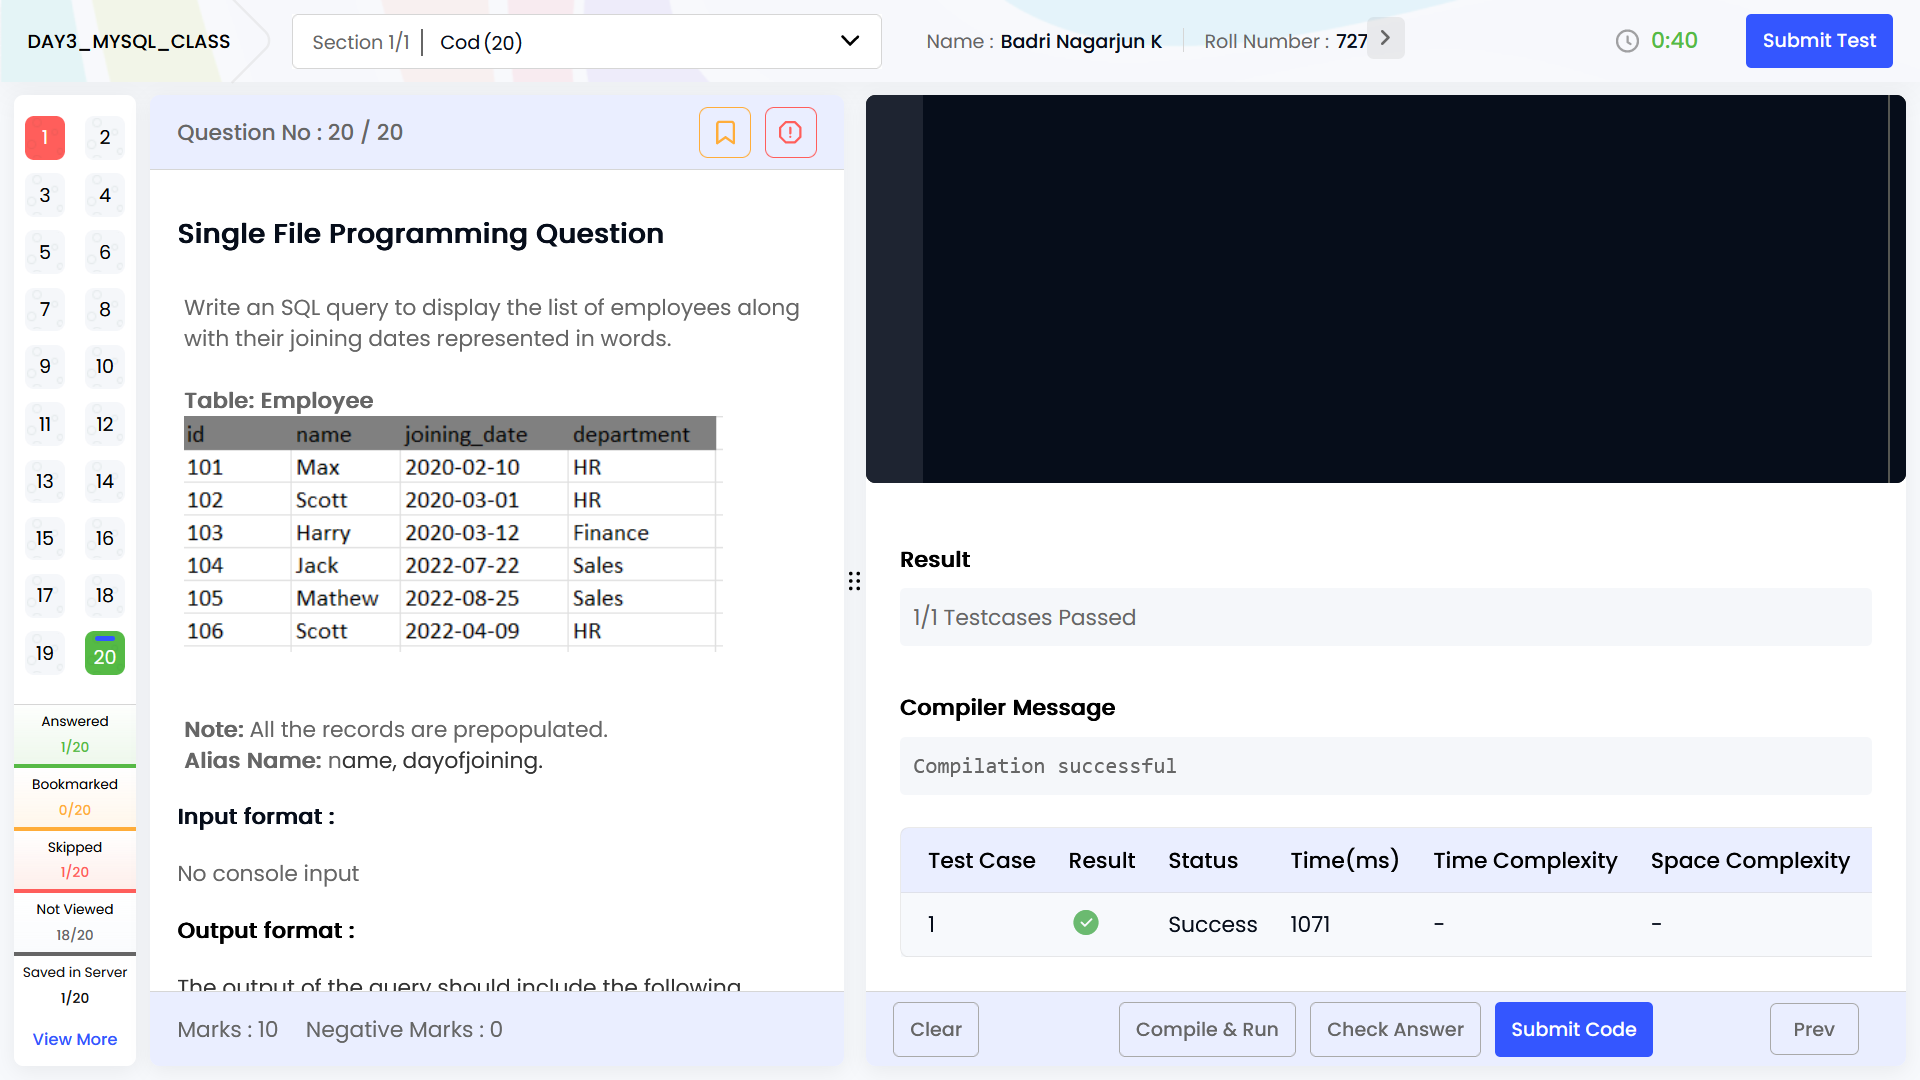 DAY3_MYSQL_CLASS
Section 1/1 | Cod (20)
Name : Badri Nagarjun K
Roll Number : 727
0:40
Submit Test
1 2
3 4
5 6
7 8
9 10
11 12
13 14
15 16
17 18
19 20
Answered
1/20
Bookmarked
0/20
Skipped
1/20
Not Viewed
18/20
Saved in Server
1/20
View More
Question No : 20 / 20
Single File Programming Question
Write an SQL query to display the list of employees along
with their joining dates represented in words.
Table: Employee
id name joining_date department
101 Max 2020-02-10 HR
102 Scott 2020-03-01 HR
103 Harry 2020-03-12 Finance
104 Jack 2022-07-22 Sales
105 Mathew 2022-08-25 Sales
106 Scott 2022-04-09 HR
Note: All the records are prepopulated.
Alias Name: name, dayofjoining.
Input format :
No console input
Output format :
The output of the query should include the following
Marks : 10 Negative Marks : 0
Result
1/1 Testcases Passed
Compiler Message
Compilation successful
Test Case Result Status Time(ms) Time Complexity Space Complexity
1 Success 1071 - -
Clear
Compile & Run
Check Answer
Submit Code
Prev